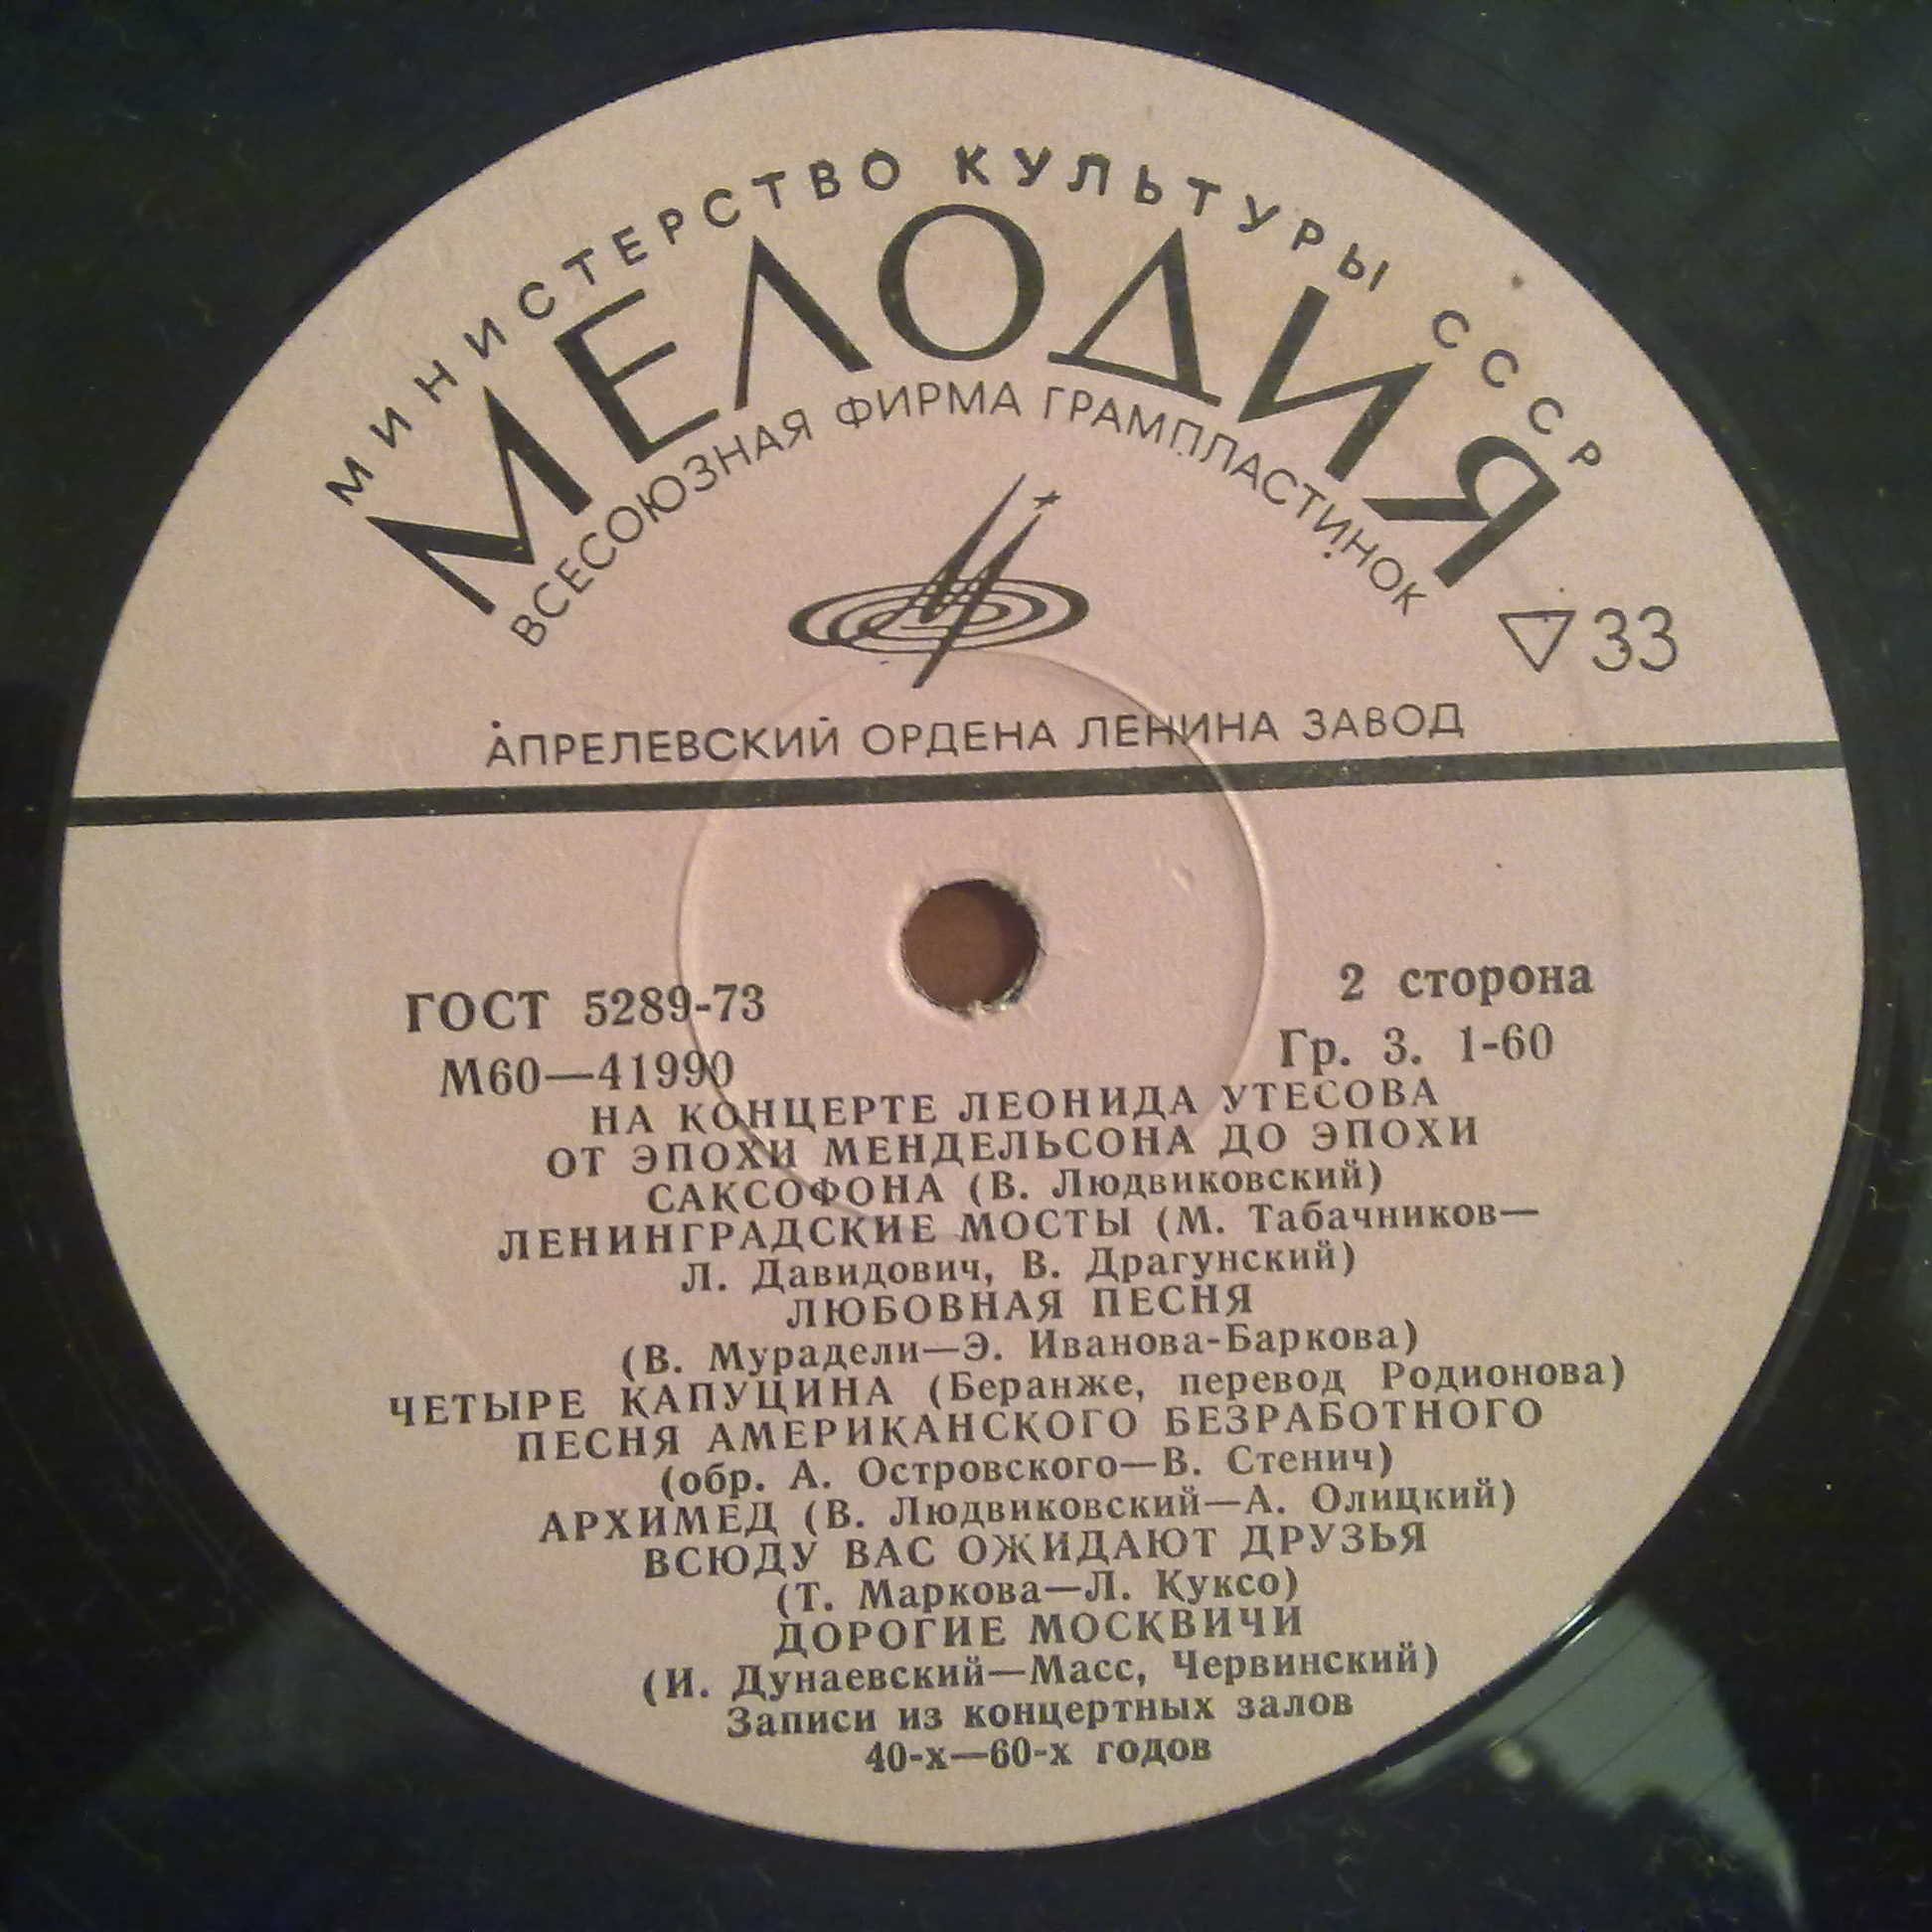 МИНИСТЕРСТВО КУЛЬТУРЫ СССР
МЕЛОДИЯ
ВСЕСОЮЗНАЯ ФИРМА ГРАМПЛАСТИНОК
33
АПРЕЛЕВСКИЙ ОРДЕНА ЛЕНИНА ЗАВОД
ГОСТ 5289-73
2 сторона
М60—41990
Гр. 3. 1-60
НА КОНЦЕРТЕ ЛЕОНИДА УТЕСОВА
ОТ ЭПОХИ МЕНДЕЛЬСОНА ДО ЭПОХИ
САКСОФОНА (В. Людвиковский)
ЛЕНИНГРАДСКИЕ МОСТЫ (М. Табачников—
Л. Давидович, В. Драгунский)
ЛЮБОВНАЯ ПЕСНЯ
(В. Мурадели—Э. Иванова-Баркова)
ЧЕТЫРЕ КАПУЦИНА (Беранже, перевод Родионова)
ПЕСНЯ АМЕРИКАНСКОГО БЕЗРАБОТНОГО
(обр. А. Островского—В. Стенич)
АРХИМЕД (В. Людвиковский—А. Олицкий)
ВСЮДУ ВАС ОЖИДАЮТ ДРУЗЬЯ
(Т. Маркова—Л. Куксо)
ДОРОГИЕ МОСКВИЧИ
(И. Дунаевский—Масс, Червинский)
Записи из концертных залов
40-х—60-х годов